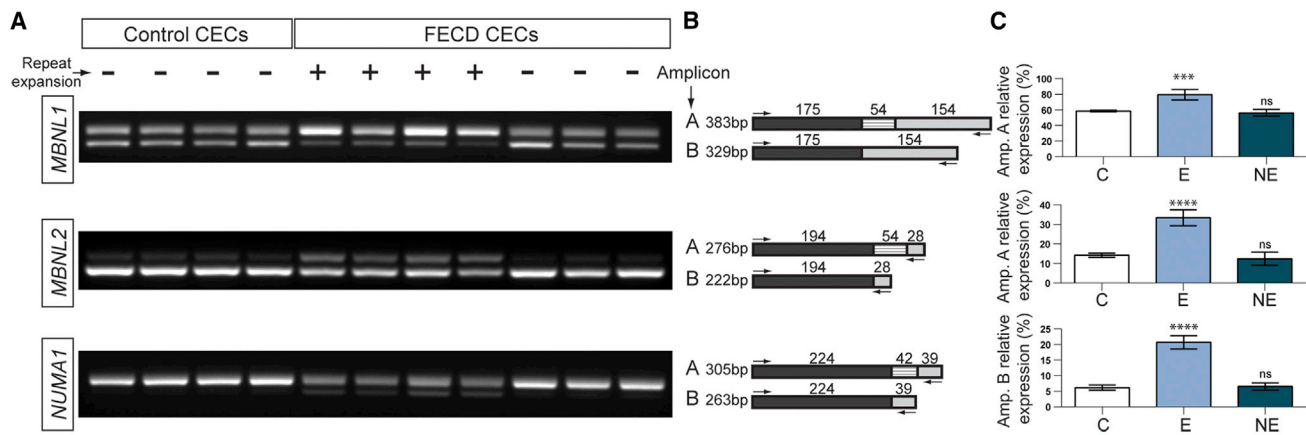 A
Control CECs
FECD CECs
Repeat
expansion
- - - - + + + + - - -
MBNL1
MBNL2
NUMA1
B
Amplicon
175 54 154
A 383bp
175 154
B 329bp
194 54 28
A 276bp
194 28
B 222bp
224 42 39
A 305bp
224 39
B 263bp
C
Amp. A relative
expression (%)
100
80
60
40
20
0
***
ns
C E NE
Amp. A relative
expression (%)
40
30
20
10
0
****
ns
C E NE
Amp. B relative
expression (%)
25
20
15
10
5
0
****
ns
C E NE